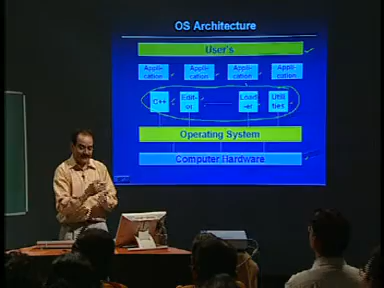 OS Architecture
User's
Appli-
cation
Appli-
cation
Appli-
cation
Appli-
cation
C++
Edit-
or
Load
-er
Utili
ties
Operating System
Computer Hardware